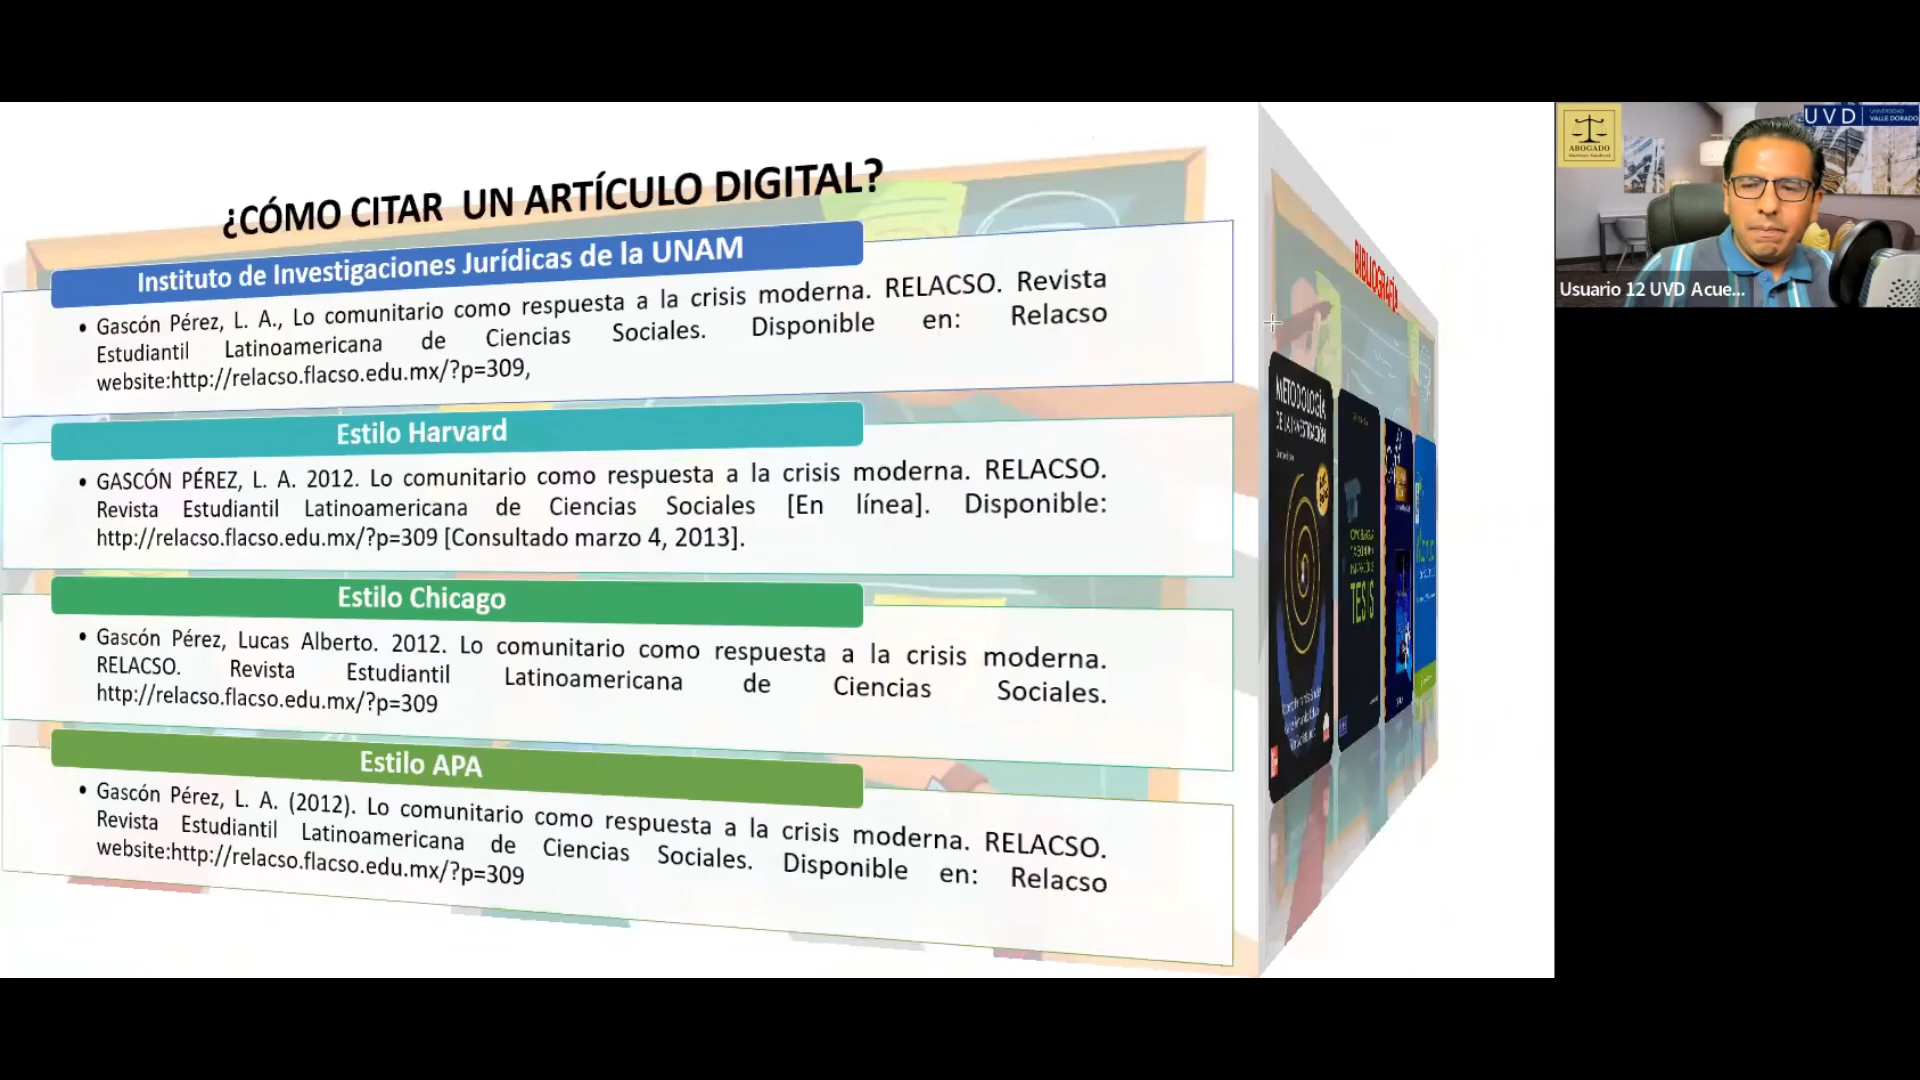 ¿CÓMO CITAR UN ARTÍCULO DIGITAL?
Instituto de Investigaciones Jurídicas de la UNAM
• Gascón Pérez, L. A., Lo comunitario como respuesta a la crisis moderna. RELACSO. Revista
Estudiantil Latinoamericana de Ciencias Sociales. Disponible en: Relacso
website:http://relacso.flacso.edu.mx/?p=309,
Estilo Harvard
• GASCÓN PÉREZ, L. A. 2012. Lo comunitario como respuesta a la crisis moderna. RELACSO.
Revista Estudiantil Latinoamericana de Ciencias Sociales [En línea]. Disponible:
http://relacso.flacso.edu.mx/?p=309 [Consultado marzo 4, 2013].
Estilo Chicago
• Gascón Pérez, Lucas Alberto. 2012. Lo comunitario como respuesta a la crisis moderna.
RELACSO. Revista Estudiantil Latinoamericana de Ciencias Sociales.
http://relacso.flacso.edu.mx/?p=309
Estilo APA
• Gascón Pérez, L. A. (2012). Lo comunitario como respuesta a la crisis moderna. RELACSO.
Revista Estudiantil Latinoamericana de Ciencias Sociales. Disponible en: Relacso
website:http://relacso.flacso.edu.mx/?p=309
BIBLIOGRAFÍA
METODOLOGÍA
DE LA INVESTIGACIÓN
TESIS
ABOGADO
UVD
UNIVERSIDAD
VALLE DORADO
Usuario 12 UVD Acue...